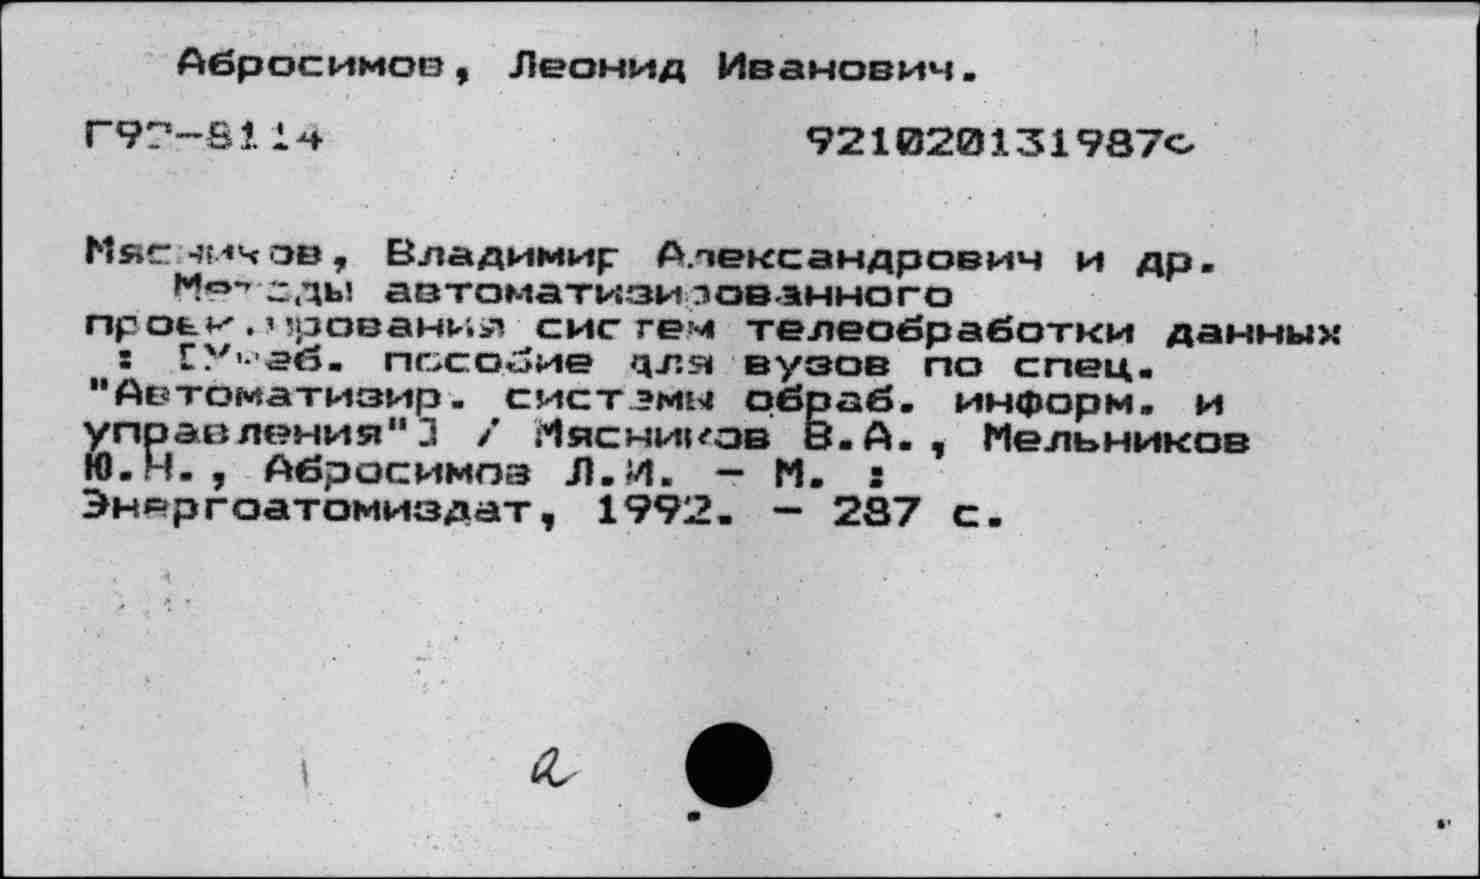 Абросимов, Леонид Иванович.
Г92-8114 921020131987с
Мясников, Владимир Александрович и др.
Методы автоматизированного
проектирования систем телеобработки данных
: [Учеб. пособие для вузов по спец.
"Автоматизир. системы обраб. информ. и
управления"] / Мясников В.А., Мельников
Ю.Н., Абросимов Л.И. - М. :
Энергоатомиздат, 1992. - 287 с.
а